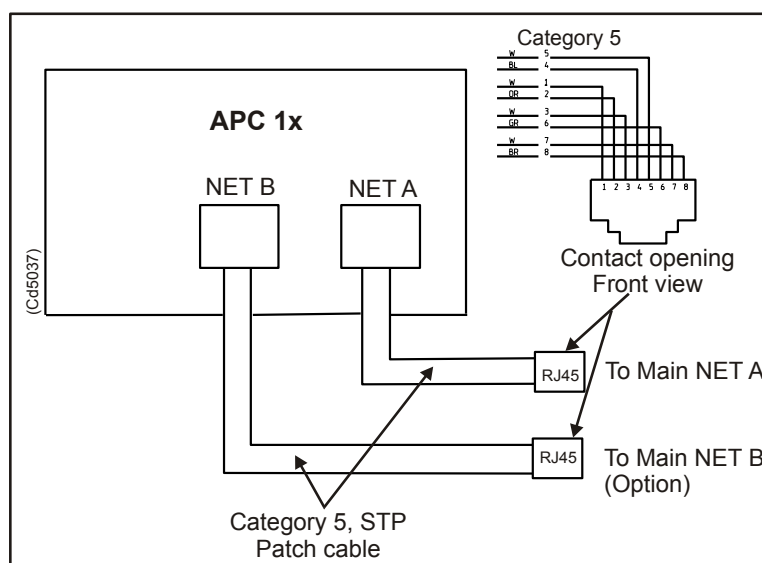 Category 5
W 5
BL 4
W 1
OR 2
W 3
GR 6
W 7
BR 8
1 2 3 4 5 6 7 8
APC 1x
NET B
NET A
Contact opening
Front view
(Cd5037)
RJ45
To Main NET A
RJ45
To Main NET B
(Option)
Category 5, STP
Patch cable